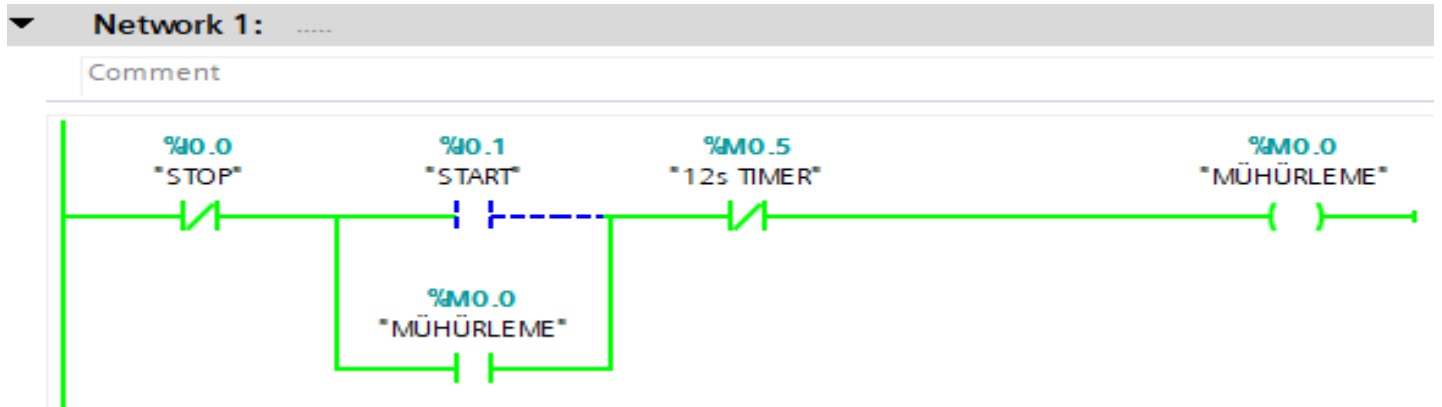 Network 1: .....
Comment
%I0.0 %I0.1 %M0.5 %M0.0
"STOP" "START" "12s TIMER" "MÜHÜRLEME"
%M0.0
"MÜHÜRLEME"